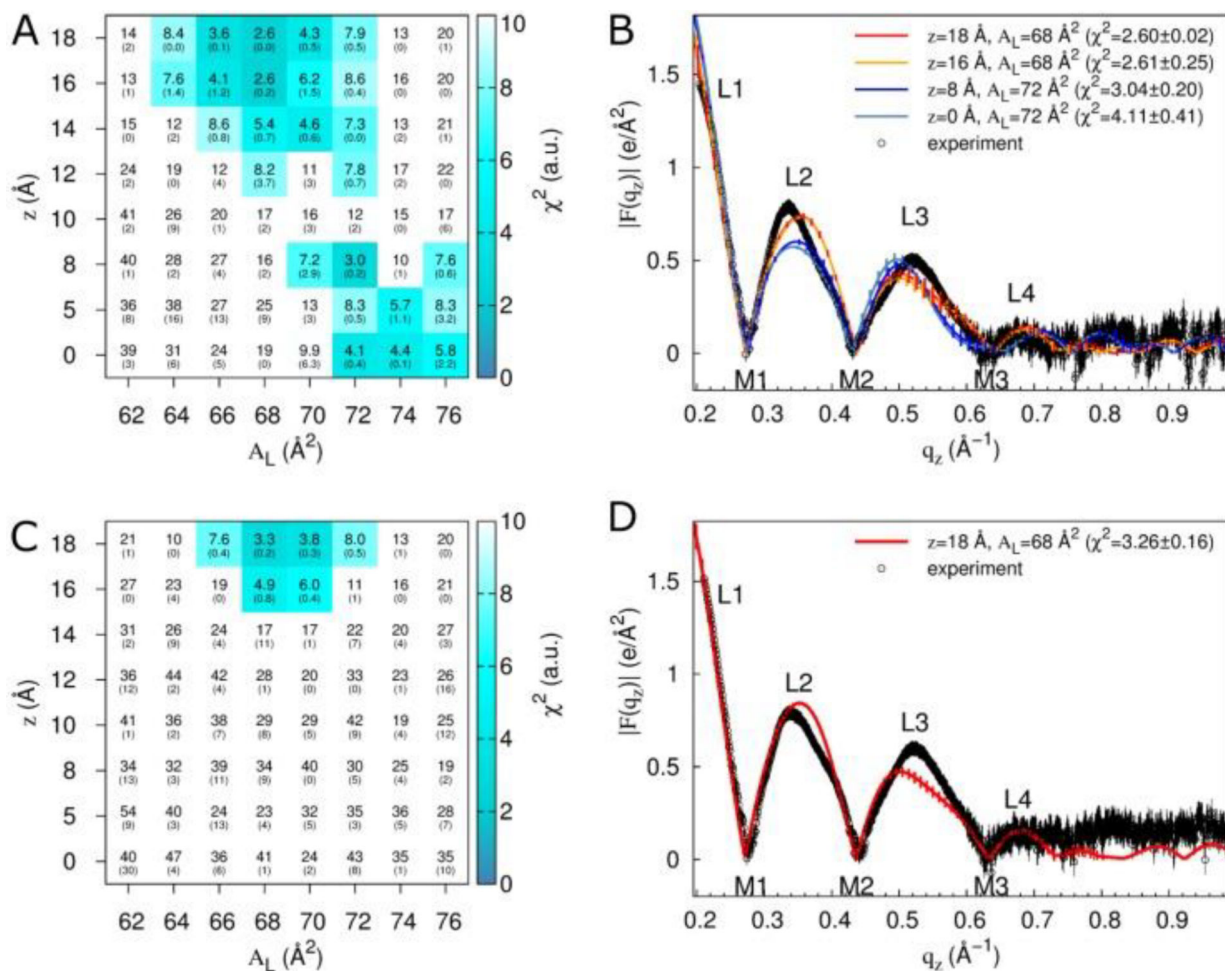 A
18 14 8.4 3.6 2.6 4.3 7.9 13 20
(2) (0.0) (0.1) (0.0) (0.5) (0.5) (0) (1)
16 13 7.6 4.1 2.6 6.2 8.6 16 20
(1) (1.4) (1.2) (0.2) (1.5) (0.4) (0) (0)
14 15 12 8.6 5.4 4.6 7.3 13 21
(0) (2) (0.8) (0.7) (0.6) (0.0) (2) (1)
12 24 19 12 8.2 11 7.8 17 22
(2) (0) (4) (3.7) (3) (0.7) (2) (0)
10 41 26 20 17 16 12 15 17
(2) (9) (1) (2) (3) (2) (0) (6)
8 40 28 27 16 7.2 3.0 10 7.6
(1) (2) (4) (2) (2.9) (0.2) (1) (0.6)
5 36 38 27 25 13 8.3 5.7 8.3
(8) (16) (13) (9) (3) (0.5) (1.1) (3.2)
0 39 31 24 19 9.9 4.1 4.4 5.8
(3) (6) (5) (0) (6.3) (0.4) (0.1) (2.2)
62 64 66 68 70 72 74 76
z (Å)
A_L (Å²)
10
8
6
4
2
0
χ² (a.u.)
B
z=18 Å, A_L=68 Å² (χ²=2.60±0.02)
z=16 Å, A_L=68 Å² (χ²=2.61±0.25)
z=8 Å, A_L=72 Å² (χ²=3.04±0.20)
z=0 Å, A_L=72 Å² (χ²=4.11±0.41)
experiment
L1
L2
L3
L4
M1 M2 M3
1.5
1
0.5
0
|F(q_z)| (e/Å²)
0.2 0.3 0.4 0.5 0.6 0.7 0.8 0.9
q_z (Å⁻¹)
C
18 21 10 7.6 3.3 3.8 8.0 13 20
(1) (0) (0.4) (0.2) (0.3) (0.5) (1) (0)
16 27 23 19 4.9 6.0 11 16 21
(0) (4) (0) (0.8) (0.4) (1) (0) (0)
14 31 26 24 17 17 22 20 27
(2) (9) (4) (11) (1) (7) (4) (3)
12 36 44 42 28 20 33 23 26
(12) (2) (4) (1) (0) (0) (1) (16)
10 41 36 38 29 29 42 19 25
(1) (2) (7) (8) (5) (9) (4) (12)
8 34 32 39 34 40 30 25 19
(13) (3) (11) (9) (0) (5) (4) (2)
5 54 40 24 23 32 35 36 28
(9) (3) (13) (4) (5) (3) (5) (7)
0 40 47 36 41 24 43 35 35
(30) (4) (6) (1) (2) (8) (1) (10)
62 64 66 68 70 72 74 76
z (Å)
A_L (Å²)
10
8
6
4
2
0
χ² (a.u.)
D
z=18 Å, A_L=68 Å² (χ²=3.26±0.16)
experiment
L1
L2
L3
L4
M1 M2 M3
1.5
1
0.5
0
|F(q_z)| (e/Å²)
0.2 0.3 0.4 0.5 0.6 0.7 0.8 0.9
q_z (Å⁻¹)